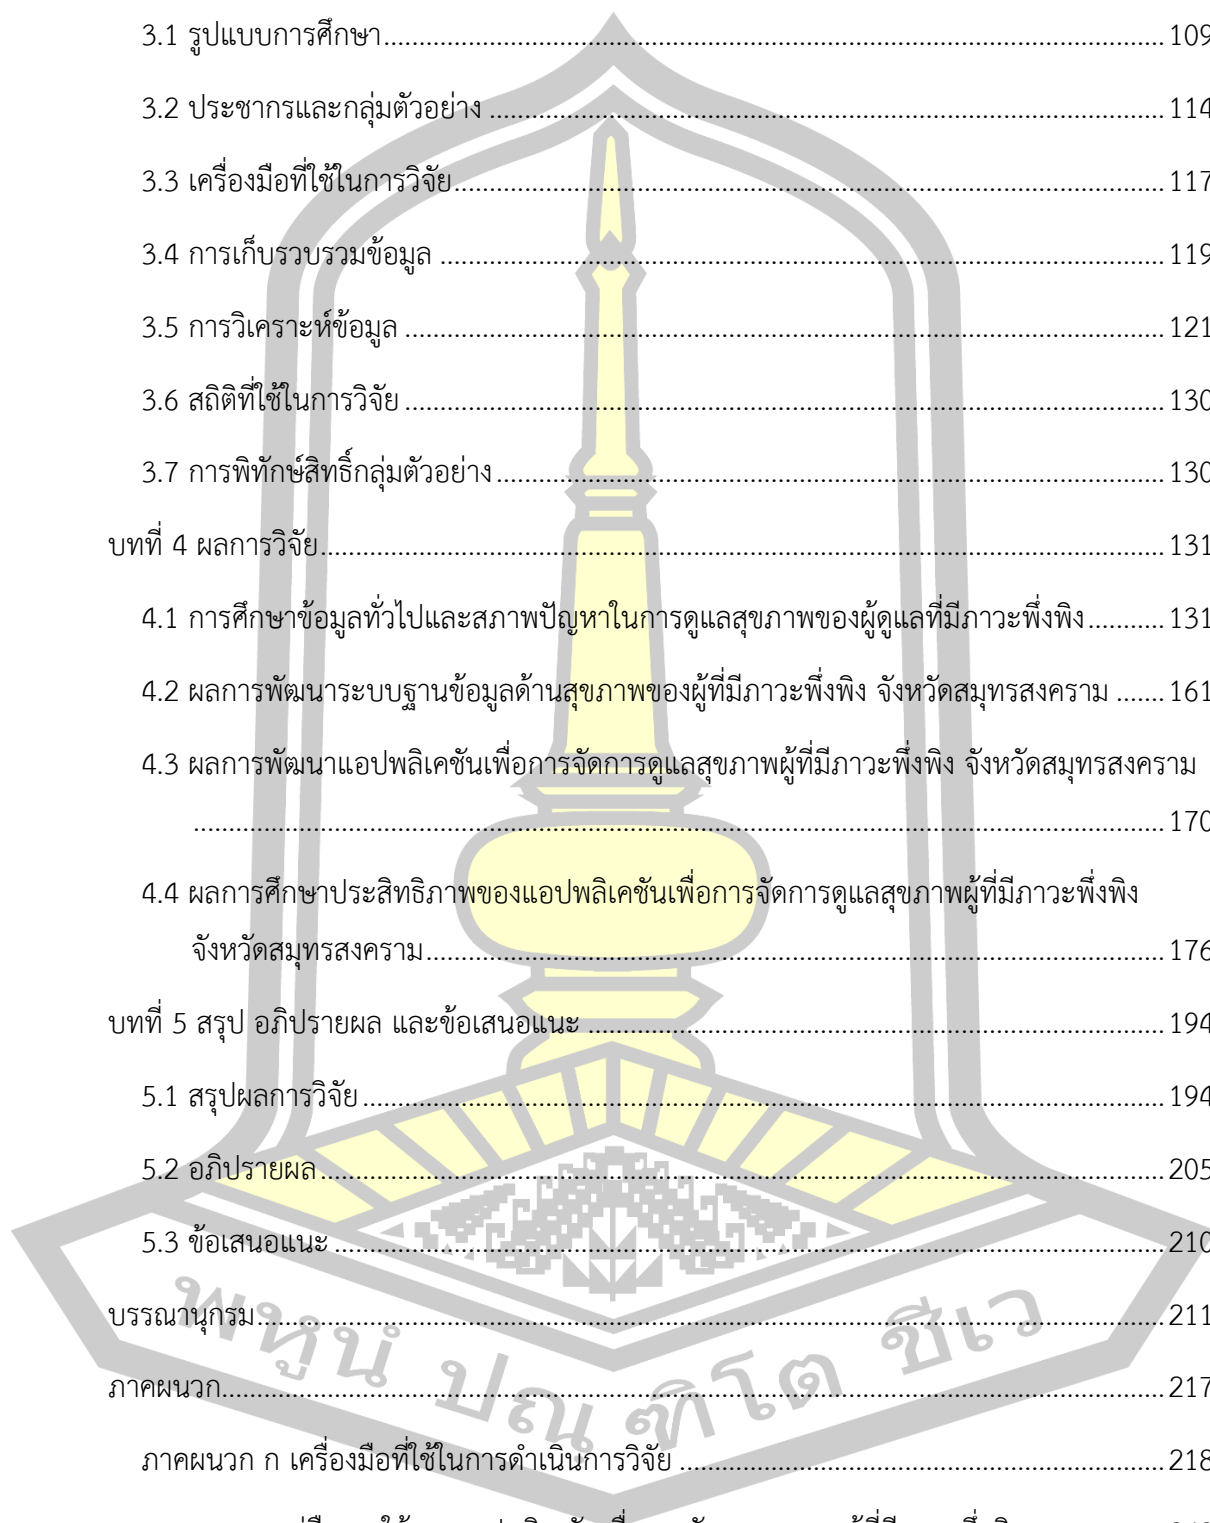 3.1 รูปแบบการศึกษา.......................................................................................................... 109
3.2 ประชากรและกลุ่มตัวอย่าง ........................................................................................... 114
3.3 เครื่องมือที่ใช้ในการวิจัย................................................................................................ 117
3.4 การเก็บรวบรวมข้อมูล .................................................................................................. 119
3.5 การวิเคราะห์ข้อมูล ...................................................................................................... 121
3.6 สถิติที่ใช้ในการวิจัย ...................................................................................................... 130
3.7 การพิทักษ์สิทธิ์กลุ่มตัวอย่าง.......................................................................................... 130
บทที่ 4 ผลการวิจัย................................................................................................................. 131
4.1 การศึกษาข้อมูลทั่วไปและสภาพปัญหาในการดูแลสุขภาพของผู้ดูแลที่มีภาวะพึ่งพิง........... 131
4.2 ผลการพัฒนาระบบฐานข้อมูลด้านสุขภาพของผู้ที่มีภาวะพึ่งพิง จังหวัดสมุทรสงคราม ....... 161
4.3 ผลการพัฒนาแอปพลิเคชันเพื่อการจัดการดูแลสุขภาพผู้ที่มีภาวะพึ่งพิง จังหวัดสมุทรสงคราม
.................................................................................................................................... 170
4.4 ผลการศึกษาประสิทธิภาพของแอปพลิเคชันเพื่อการจัดการดูแลสุขภาพผู้ที่มีภาวะพึ่งพิง
จังหวัดสมุทรสงคราม.................................................................................................... 176
บทที่ 5 สรุป อภิปรายผล และข้อเสนอแนะ .............................................................................. 194
5.1 สรุปผลการวิจัย............................................................................................................. 194
5.2 อภิปรายผล................................................................................................................... 205
5.3 ข้อเสนอแนะ ................................................................................................................. 210
บรรณานุกรม.......................................................................................................................... 211
ภาคผนวก............................................................................................................................... 217
ภาคผนวก ก เครื่องมือที่ใช้ในการดำเนินการวิจัย ................................................................. 218
พหูนํ ปณฺฑิโต ชีเว